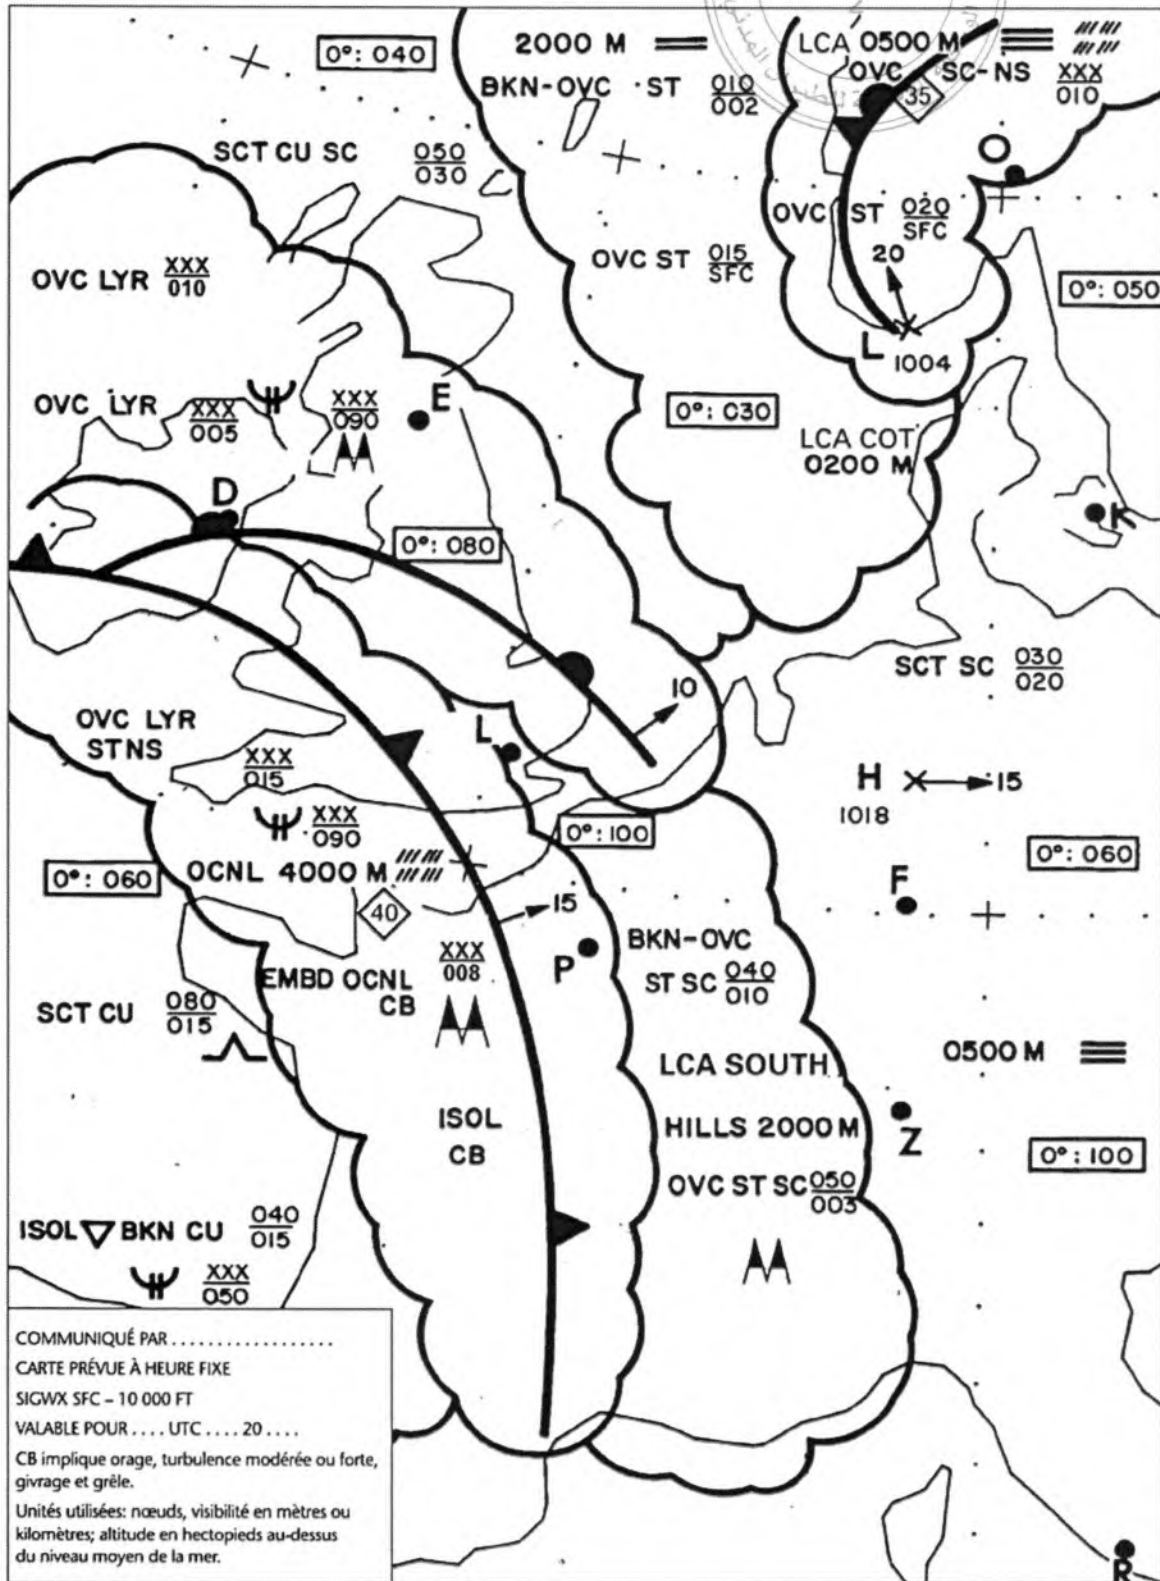 0°: 040
2000 M
LCA 0500 M
BKN-OVC ST 010
002
OVC SC-NS XXX
010
35
SCT CU SC 050
030
O
OVC ST 020
SFC
20
OVC LYR XXX
010
OVC ST 015
SFC
0°: 050
L 1004
OVC LYR XXX
005
XXX
090
E
0°: 030
LCA COT
0200 M
D
K
0°: 080
SCT SC 030
020
10
OVC LYR
STNS
L
XXX
015
H
15
1018
XXX
090
0°: 100
0°: 060
OCNL 4000 M
0°: 060
F
40
15
XXX
008
P
BKN-OVC
ST SC 040
010
EMBD OCNL
CB
SCT CU 080
015
0500 M
LCA SOUTH
ISOL
CB
HILLS 2000 M
Z
0°: 100
OVC ST SC 050
003
ISOL BKN CU 040
015
XXX
050
COMMUNIQUÉ PAR . . . . . . . . . . . . . . . . .
CARTE PRÉVUE À HEURE FIXE
SIGWX SFC – 10 000 FT
VALABLE POUR . . . . UTC . . . . 20 . . . .
CB implique orage, turbulence modérée ou forte,
givrage et grêle.
Unités utilisées: nœuds, visibilité en mètres ou
kilomètres; altitude en hectopieds au-dessus
du niveau moyen de la mer.
R